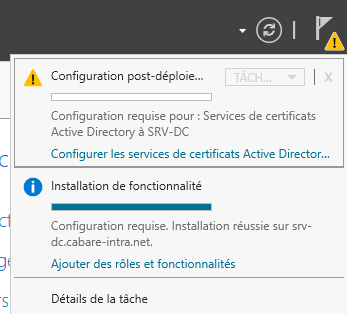 Configuration post-déploie...
TÂCH...
x
Configuration requise pour : Services de certificats
Active Directory à SRV-DC
Configurer les services de certificats Active Director...
Installation de fonctionnalité
Configuration requise. Installation réussie sur srv-
dc.cabare-intra.net.
Ajouter des rôles et fonctionnalités
Détails de la tâche